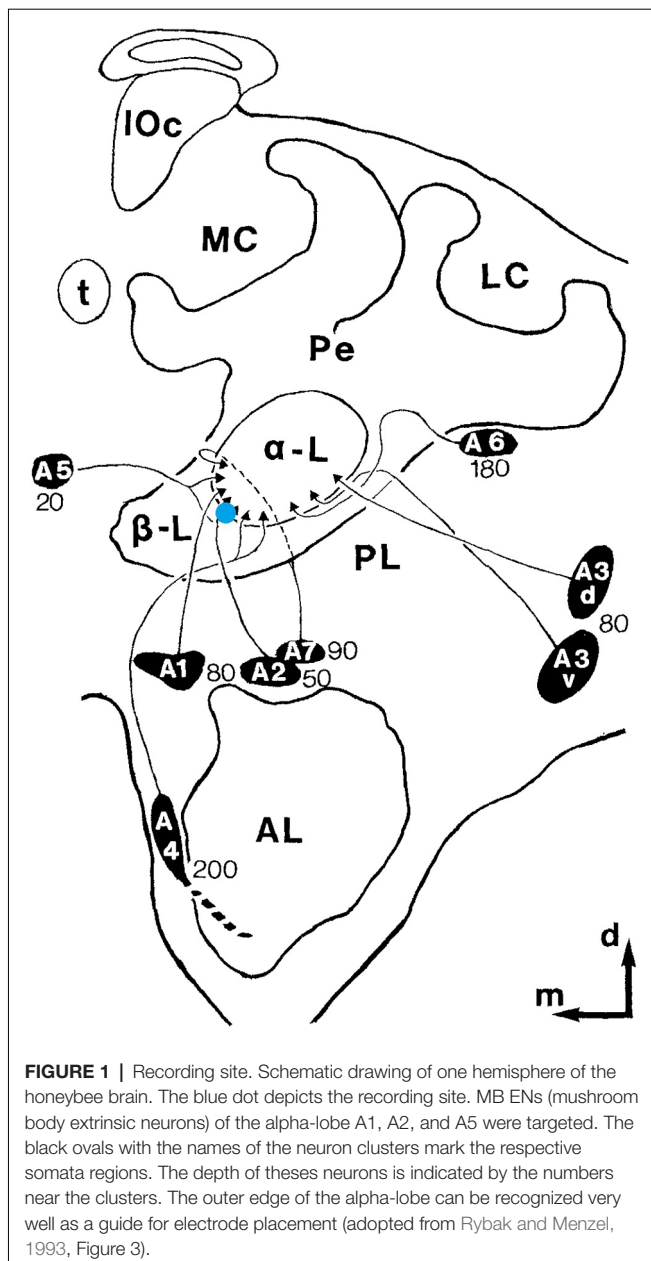 lOc
MC
LC
t
Pe
α-L
A5
20
A6
180
β-L
PL
A3
d
80
A1
80
A2
50
A7
90
A3
v
A
4
200
AL
d
m
FIGURE 1 | Recording site. Schematic drawing of one hemisphere of the
honeybee brain. The blue dot depicts the recording site. MB ENs (mushroom
body extrinsic neurons) of the alpha-lobe A1, A2, and A5 were targeted. The
black ovals with the names of the neuron clusters mark the respective
somata regions. The depth of theses neurons is indicated by the numbers
near the clusters. The outer edge of the alpha-lobe can be recognized very
well as a guide for electrode placement (adopted from Rybak and Menzel,
1993, Figure 3).